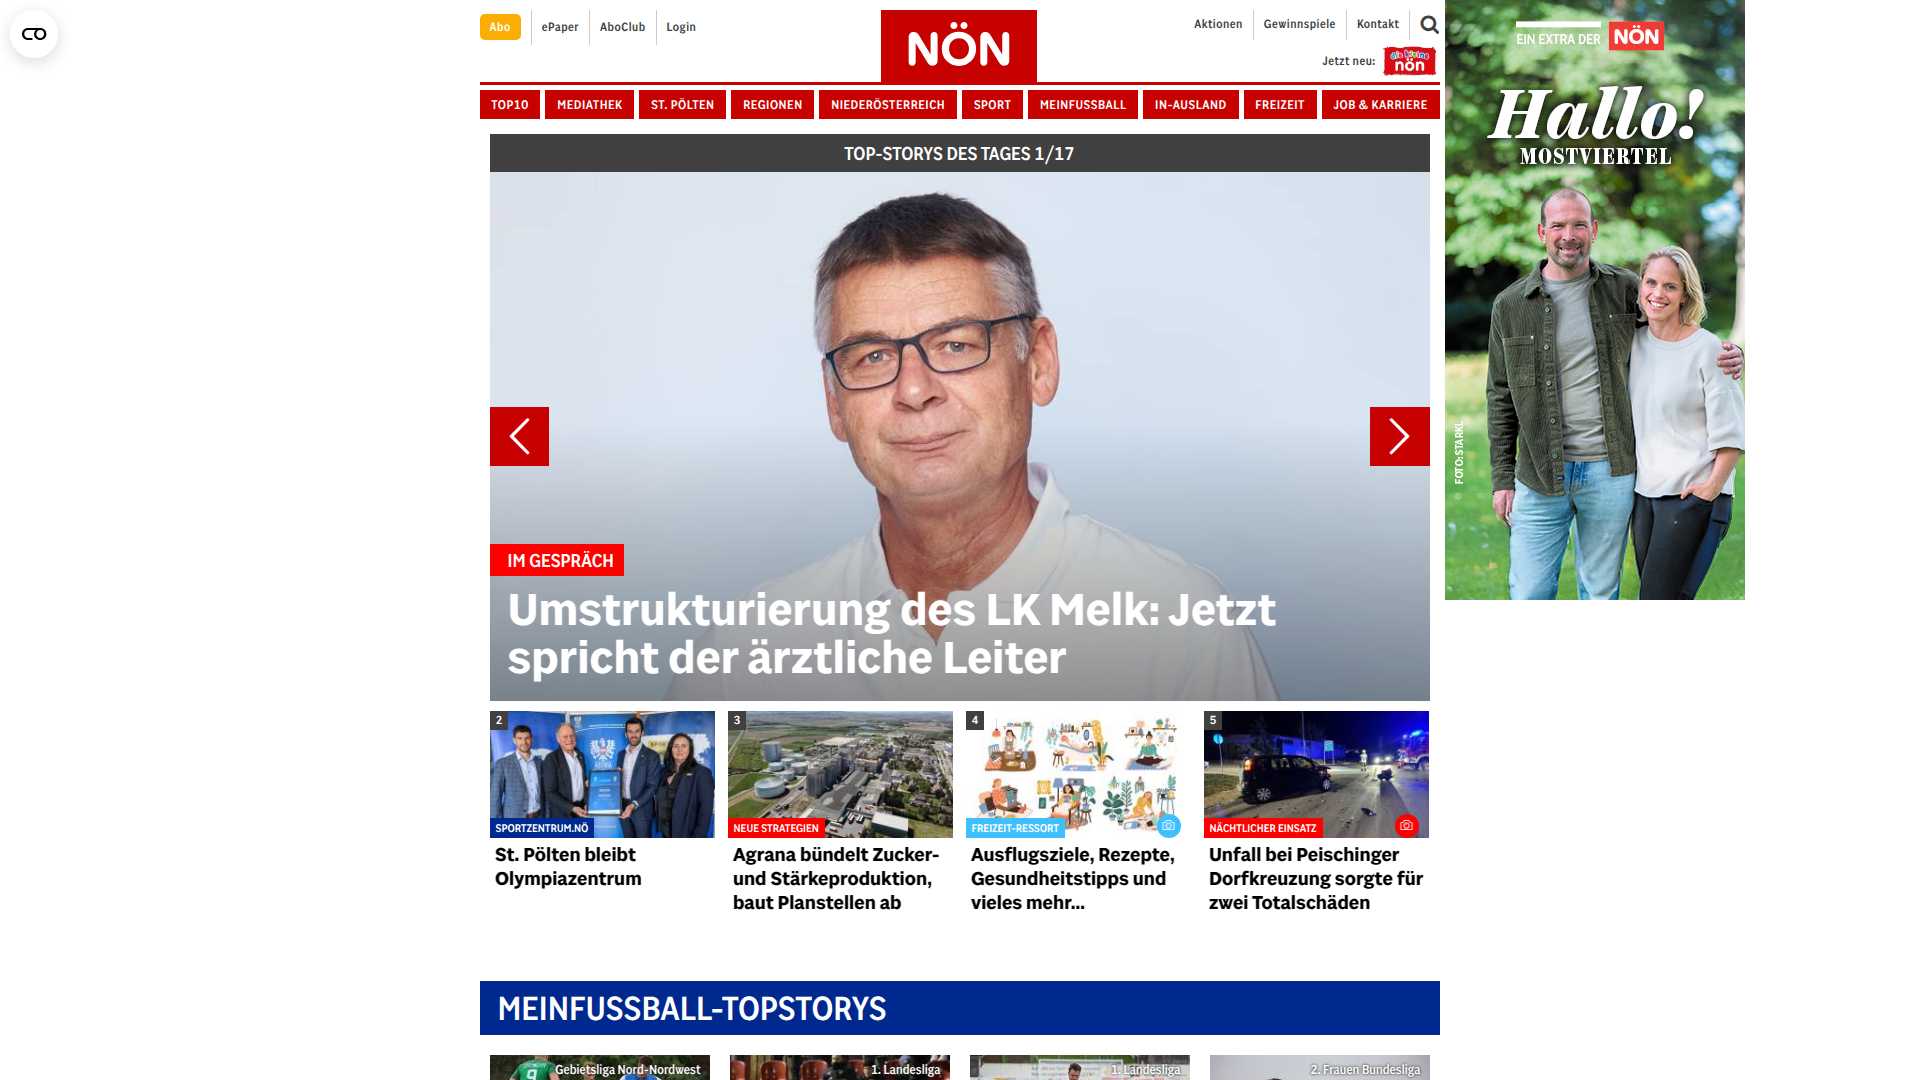 Abo
ePaper
AboClub
Login
NÖN
Aktionen
Gewinnspiele
Kontakt
Jetzt neu:
die kleine
nön
TOP10
MEDIATHEK
ST. PÖLTEN
REGIONEN
NIEDERÖSTERREICH
SPORT
MEINFUSSBALL
IN-AUSLAND
FREIZEIT
JOB & KARRIERE
EIN EXTRA DER NÖN
Hallo!
MOSTVIERTEL
FOTO: STARKL
TOP-STORYS DES TAGES 1/17
IM GESPRÄCH
Umstrukturierung des LK Melk: Jetzt
spricht der ärztliche Leiter
2
SPORTZENTRUM.NÖ
St. Pölten bleibt
Olympiazentrum
3
NEUE STRATEGIEN
Agrana bündelt Zucker-
und Stärkeproduktion,
baut Planstellen ab
4
FREIZEIT-RESSORT
Ausflugsziele, Rezepte,
Gesundheitstipps und
vieles mehr...
5
NÄCHTLICHER EINSATZ
Unfall bei Peischinger
Dorfkreuzung sorgte für
zwei Totalschäden
MEINFUSSBALL-TOPSTORYS
9
Gebietsliga Nord-Nordwest
1. Landesliga
1. Landesliga
2. Frauen Bundesliga